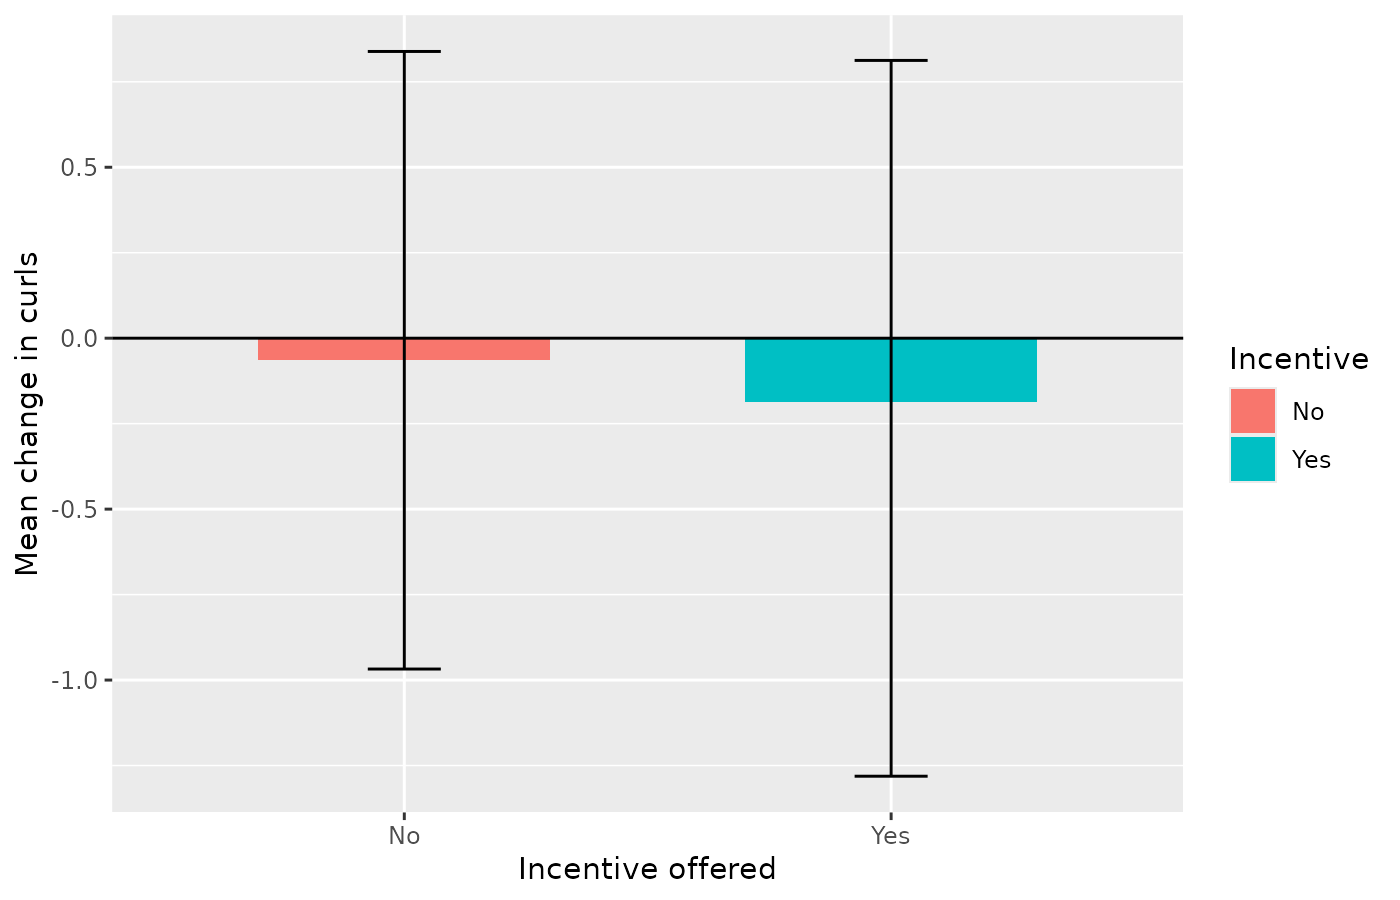 Mean change in curls
0.5
0.0
-0.5
-1.0
No
Yes
Incentive offered
Incentive
No
Yes